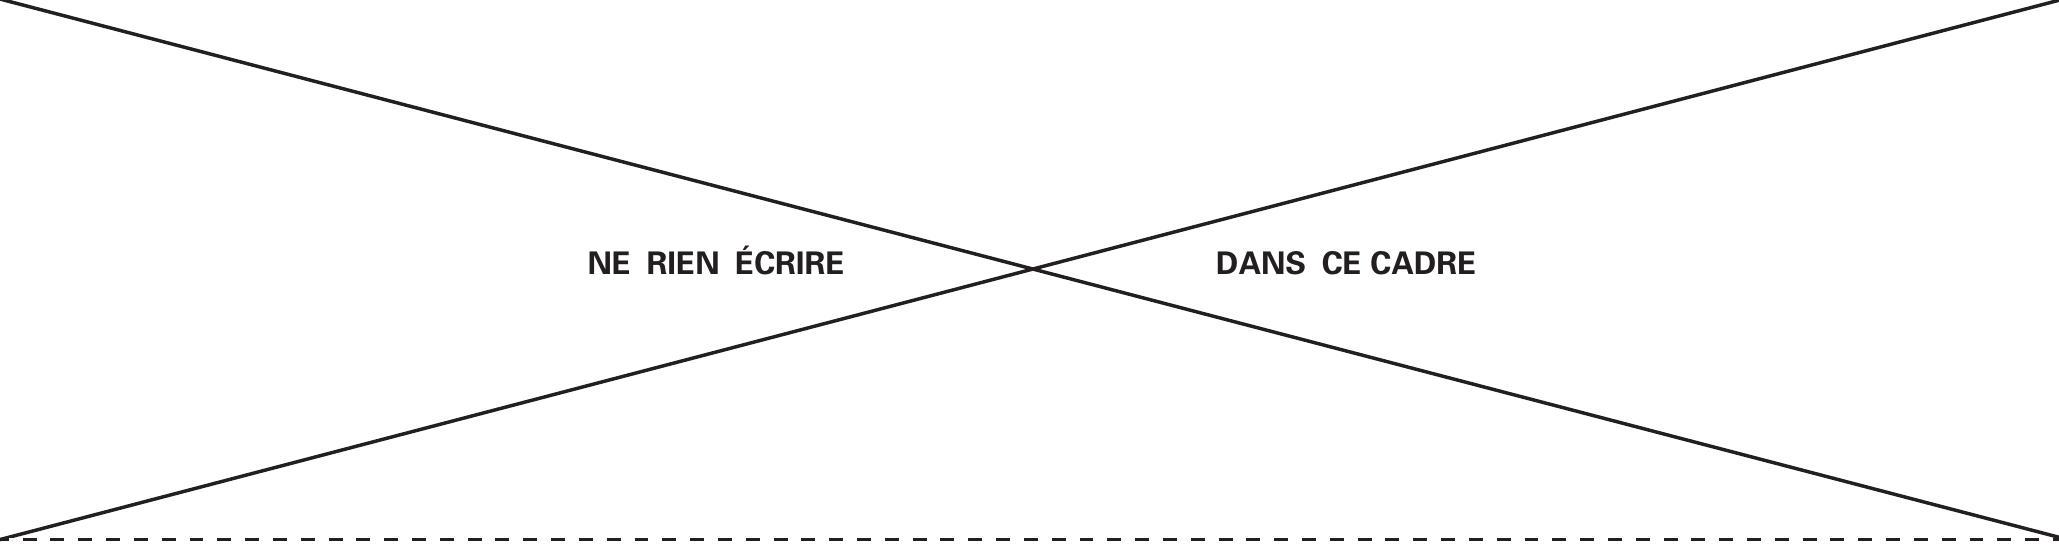 NE RIEN ÉCRIRE DANS CE CADRE